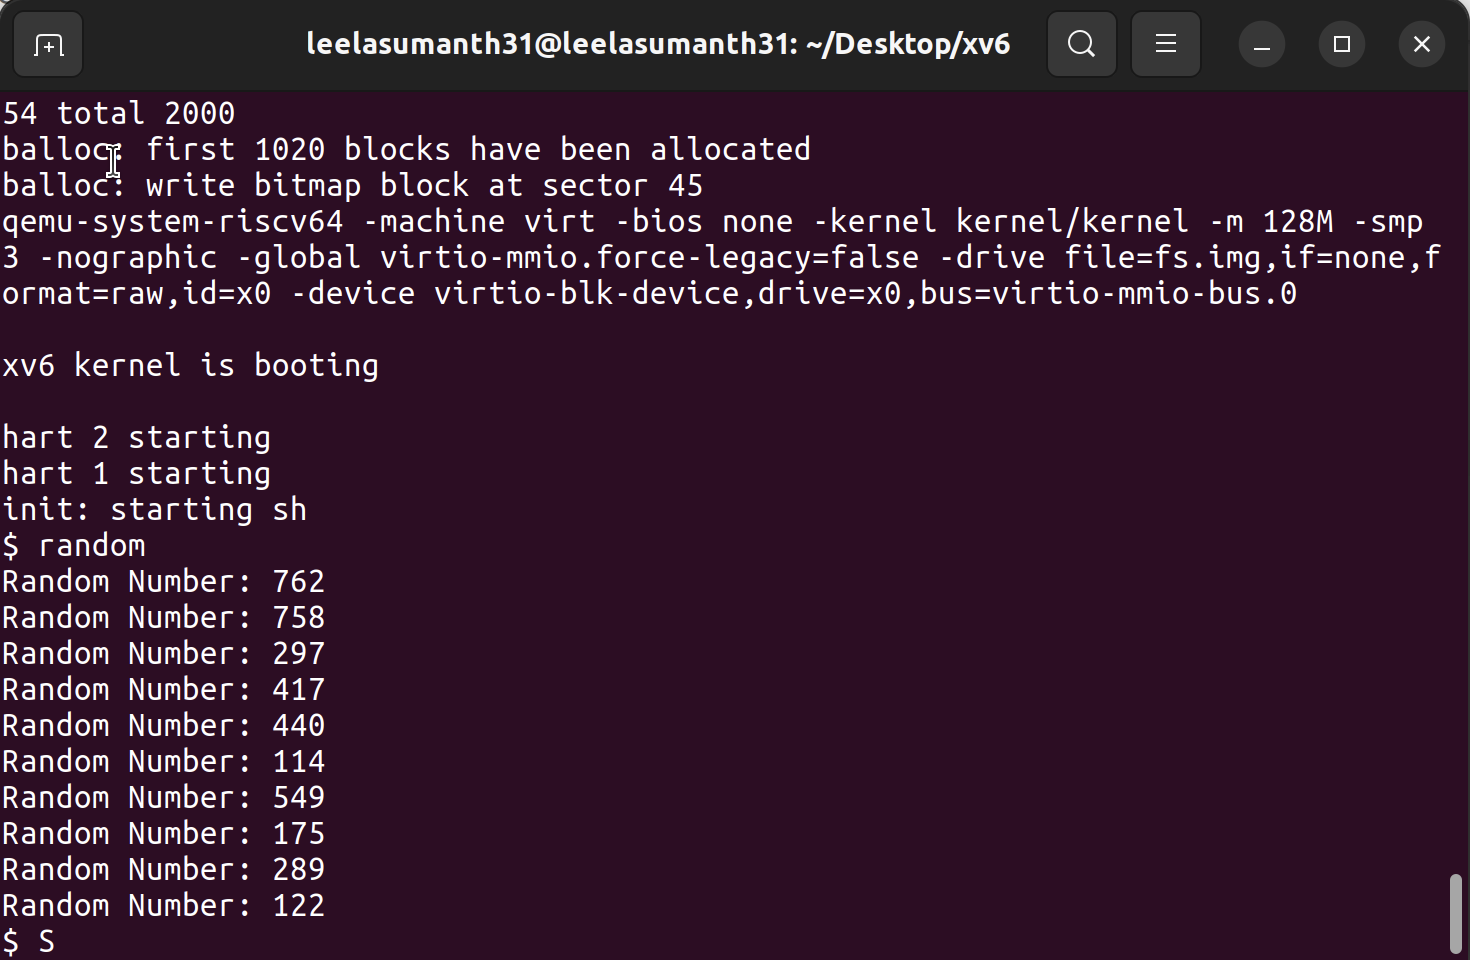 leelasumanth31@leelasumanth31: ~/Desktop/xv6
54 total 2000
balloc: first 1020 blocks have been allocated
balloc: write bitmap block at sector 45
qemu-system-riscv64 -machine virt -bios none -kernel kernel/kernel -m 128M -smp
3 -nographic -global virtio-mmio.force-legacy=false -drive file=fs.img,if=none,f
ormat=raw,id=x0 -device virtio-blk-device,drive=x0,bus=virtio-mmio-bus.0
xv6 kernel is booting
hart 2 starting
hart 1 starting
init: starting sh
$ random
Random Number: 762
Random Number: 758
Random Number: 297
Random Number: 417
Random Number: 440
Random Number: 114
Random Number: 549
Random Number: 175
Random Number: 289
Random Number: 122
$ S